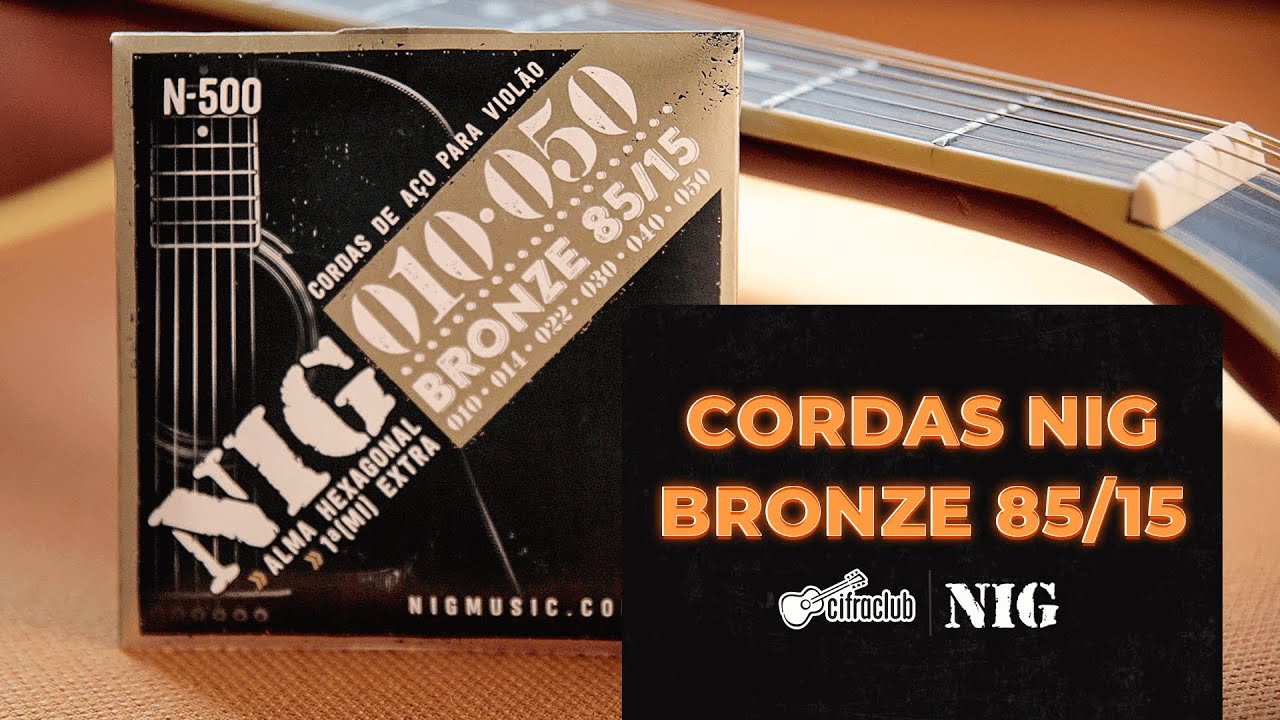 N-500
CORDAS DE AÇO PARA VIOLÃO
010•050
BRONZE 85/15
010 • 014 • 022 • 030 • 040 • 050
NIG
» ALMA HEXAGONAL
» 1ª(MI) EXTRA
NIGMUSIC.CO
CORDAS NIG
BRONZE 85/15
cifraclub | NIG